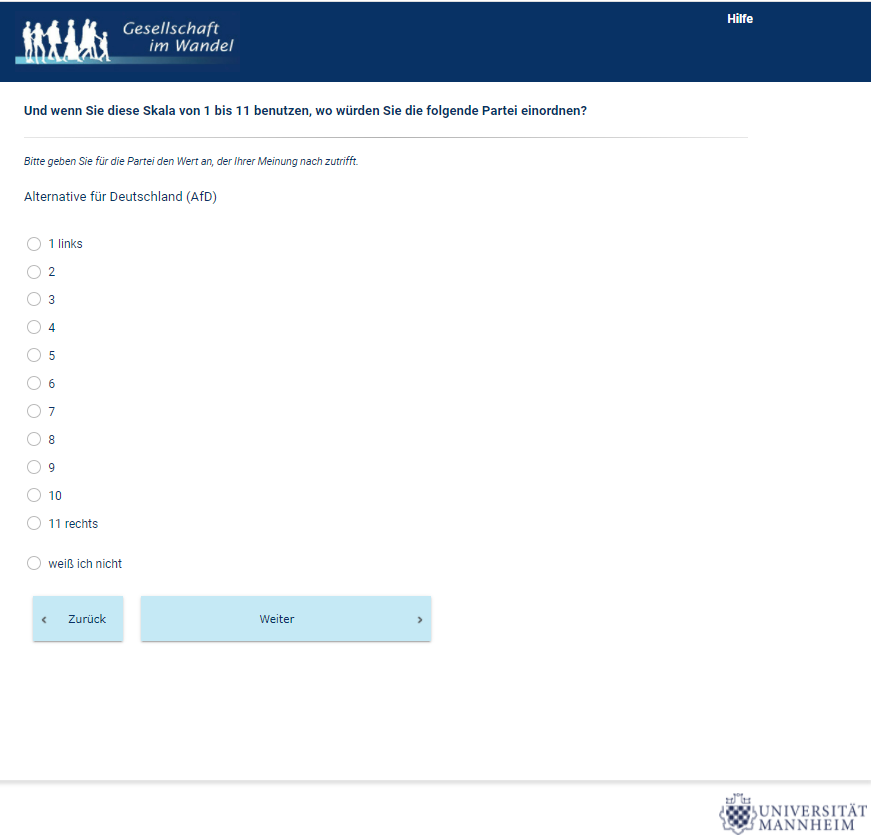 Gesellschaft
im Wandel
Hilfe
Und wenn Sie diese Skala von 1 bis 11 benutzen, wo würden Sie die folgende Partei einordnen?
Bitte geben Sie für die Partei den Wert an, der Ihrer Meinung nach zutrifft.
Alternative für Deutschland (AfD)
1 links
2
3
4
5
6
7
8
9
10
11 rechts
weiß ich nicht
‹ Zurück
Weiter ›
UNIVERSITÄT
MANNHEIM